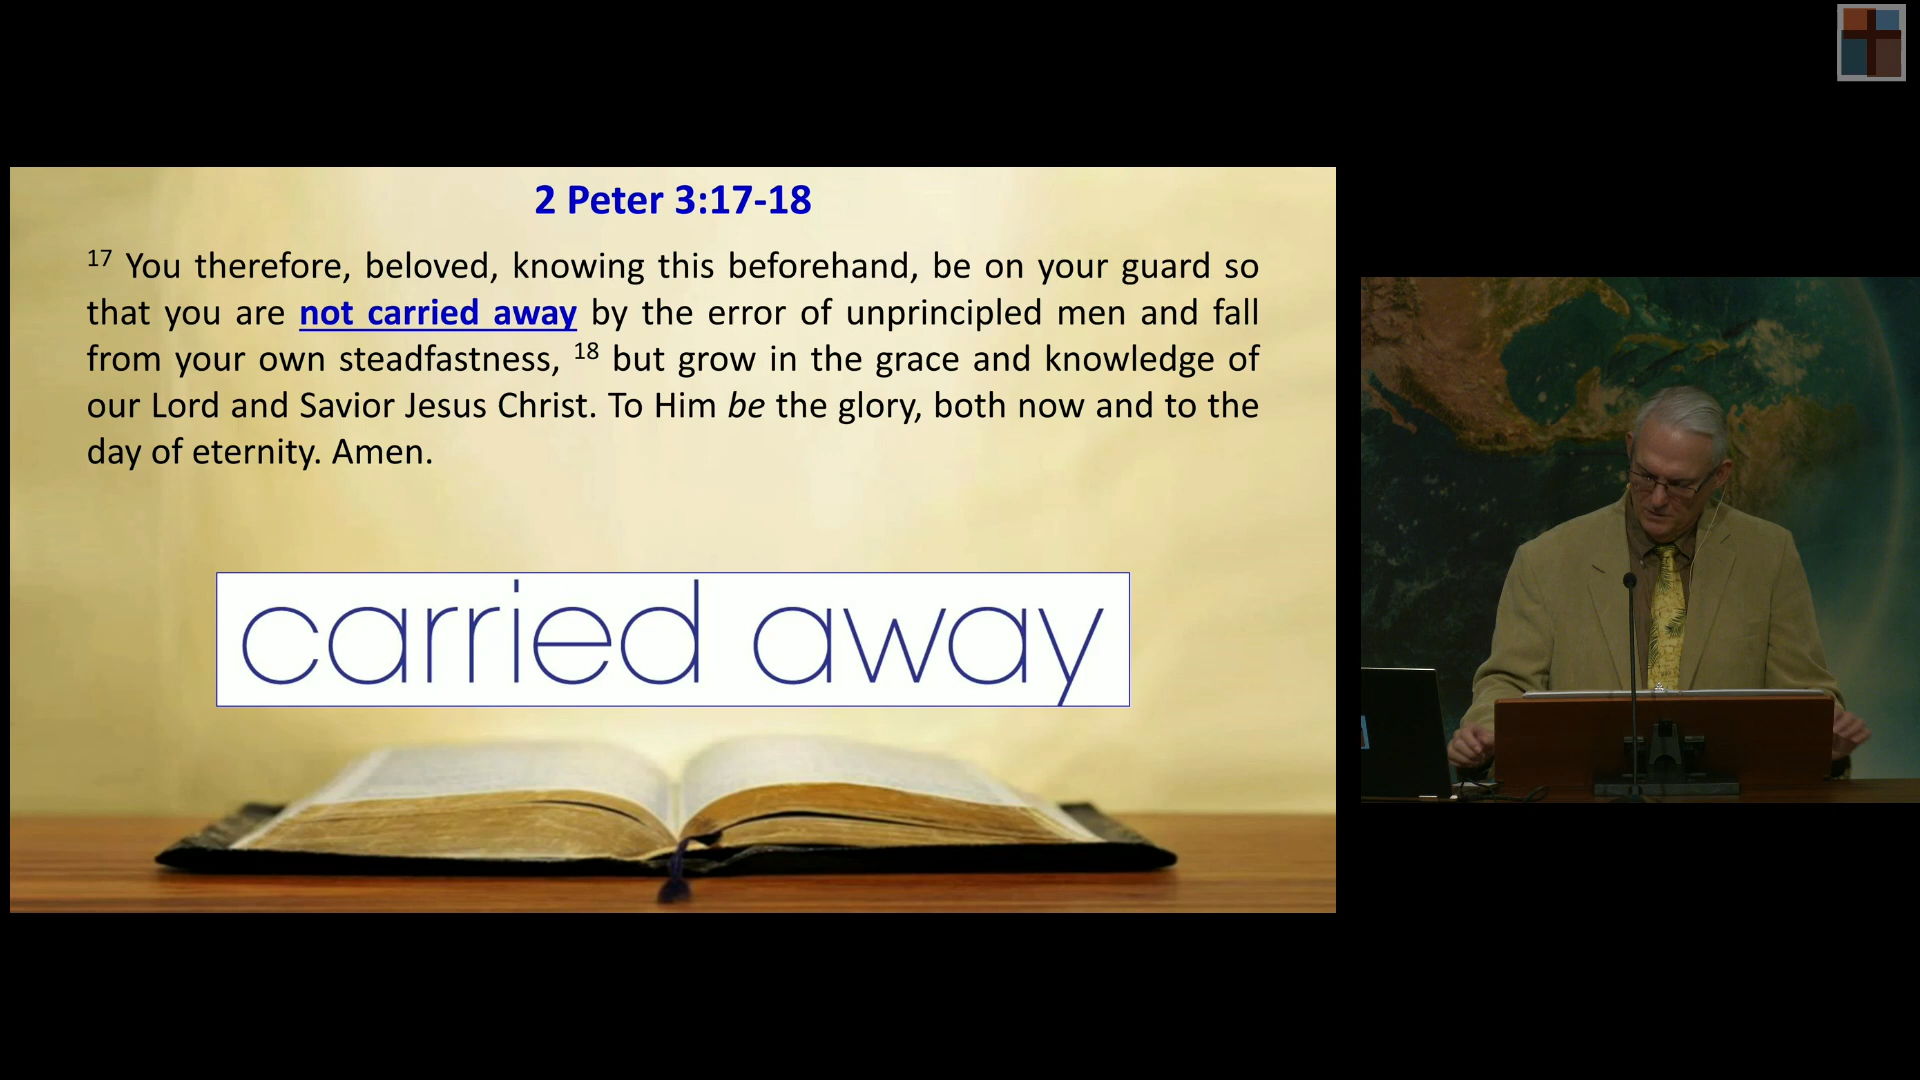 2 Peter 3:17-18
17 You therefore, beloved, knowing this beforehand, be on your guard so
that you are not carried away by the error of unprincipled men and fall
from your own steadfastness, 18 but grow in the grace and knowledge of
our Lord and Savior Jesus Christ. To Him be the glory, both now and to the
day of eternity. Amen.
carried away